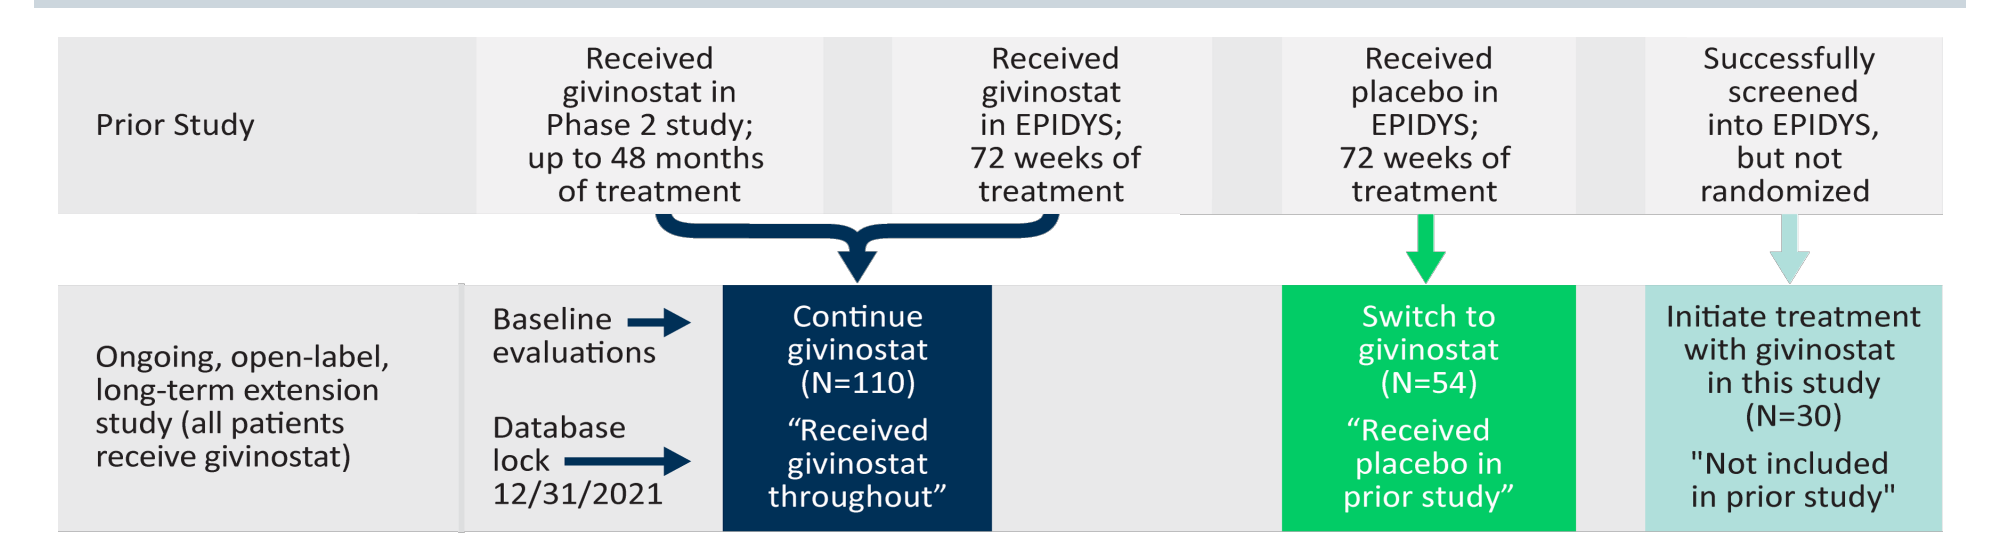 Prior Study
Received
givinostat in
Phase 2 study;
up to 48 months
of treatment
Received
givinostat
in EPIDYS;
72 weeks of
treatment
Received
placebo in
EPIDYS;
72 weeks of
treatment
Successfully
screened
into EPIDYS,
but not
randomized
Ongoing, open-label,
long-term extension
study (all patients
receive givinostat)
Baseline
evaluations
Database
lock
12/31/2021
Continue
givinostat
(N=110)
“Received
givinostat
throughout”
Switch to
givinostat
(N=54)
“Received
placebo in
prior study”
Initiate treatment
with givinostat
in this study
(N=30)
"Not included
in prior study"